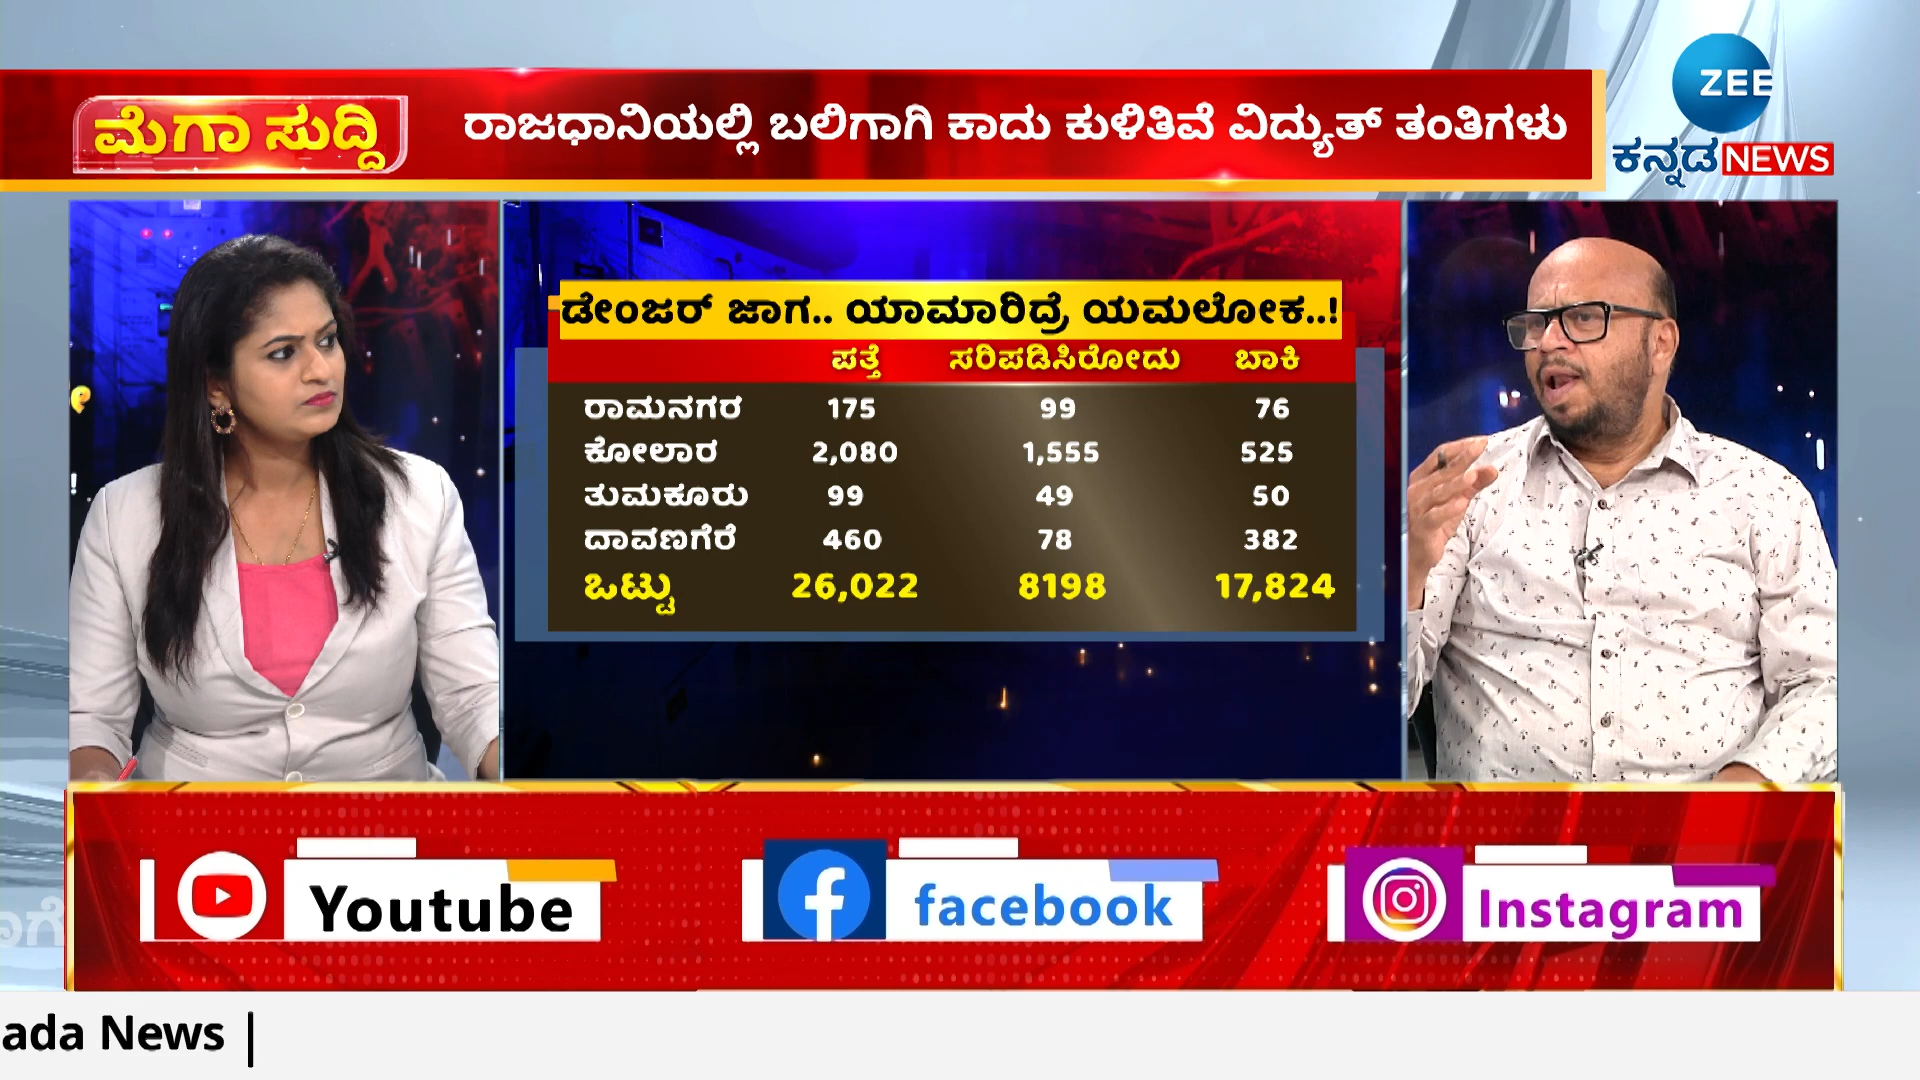 ಮೆಗಾ ಸುದ್ದಿ
ರಾಜಧಾನಿಯಲ್ಲಿ ಬಲಿಗಾಗಿ ಕಾದು ಕುಳಿತಿವೆ ವಿದ್ಯುತ್ ತಂತಿಗಳು
ZEE
ಕನ್ನಡ NEWS
ಡೇಂಜರ್ ಜಾಗ.. ಯಾಮಾರಿದ್ರೆ ಯಮಲೋಕ..!
ಪತ್ತೆ ಸರಿಪಡಿಸಿರೋದು ಬಾಕಿ
ರಾಮನಗರ 175 99 76
ಕೋಲಾರ 2,080 1,555 525
ತುಮಕೂರು 99 49 50
ದಾವಣಗೆರೆ 460 78 382
ಒಟ್ಟು 26,022 8198 17,824
Youtube
facebook
Instagram
ada News |